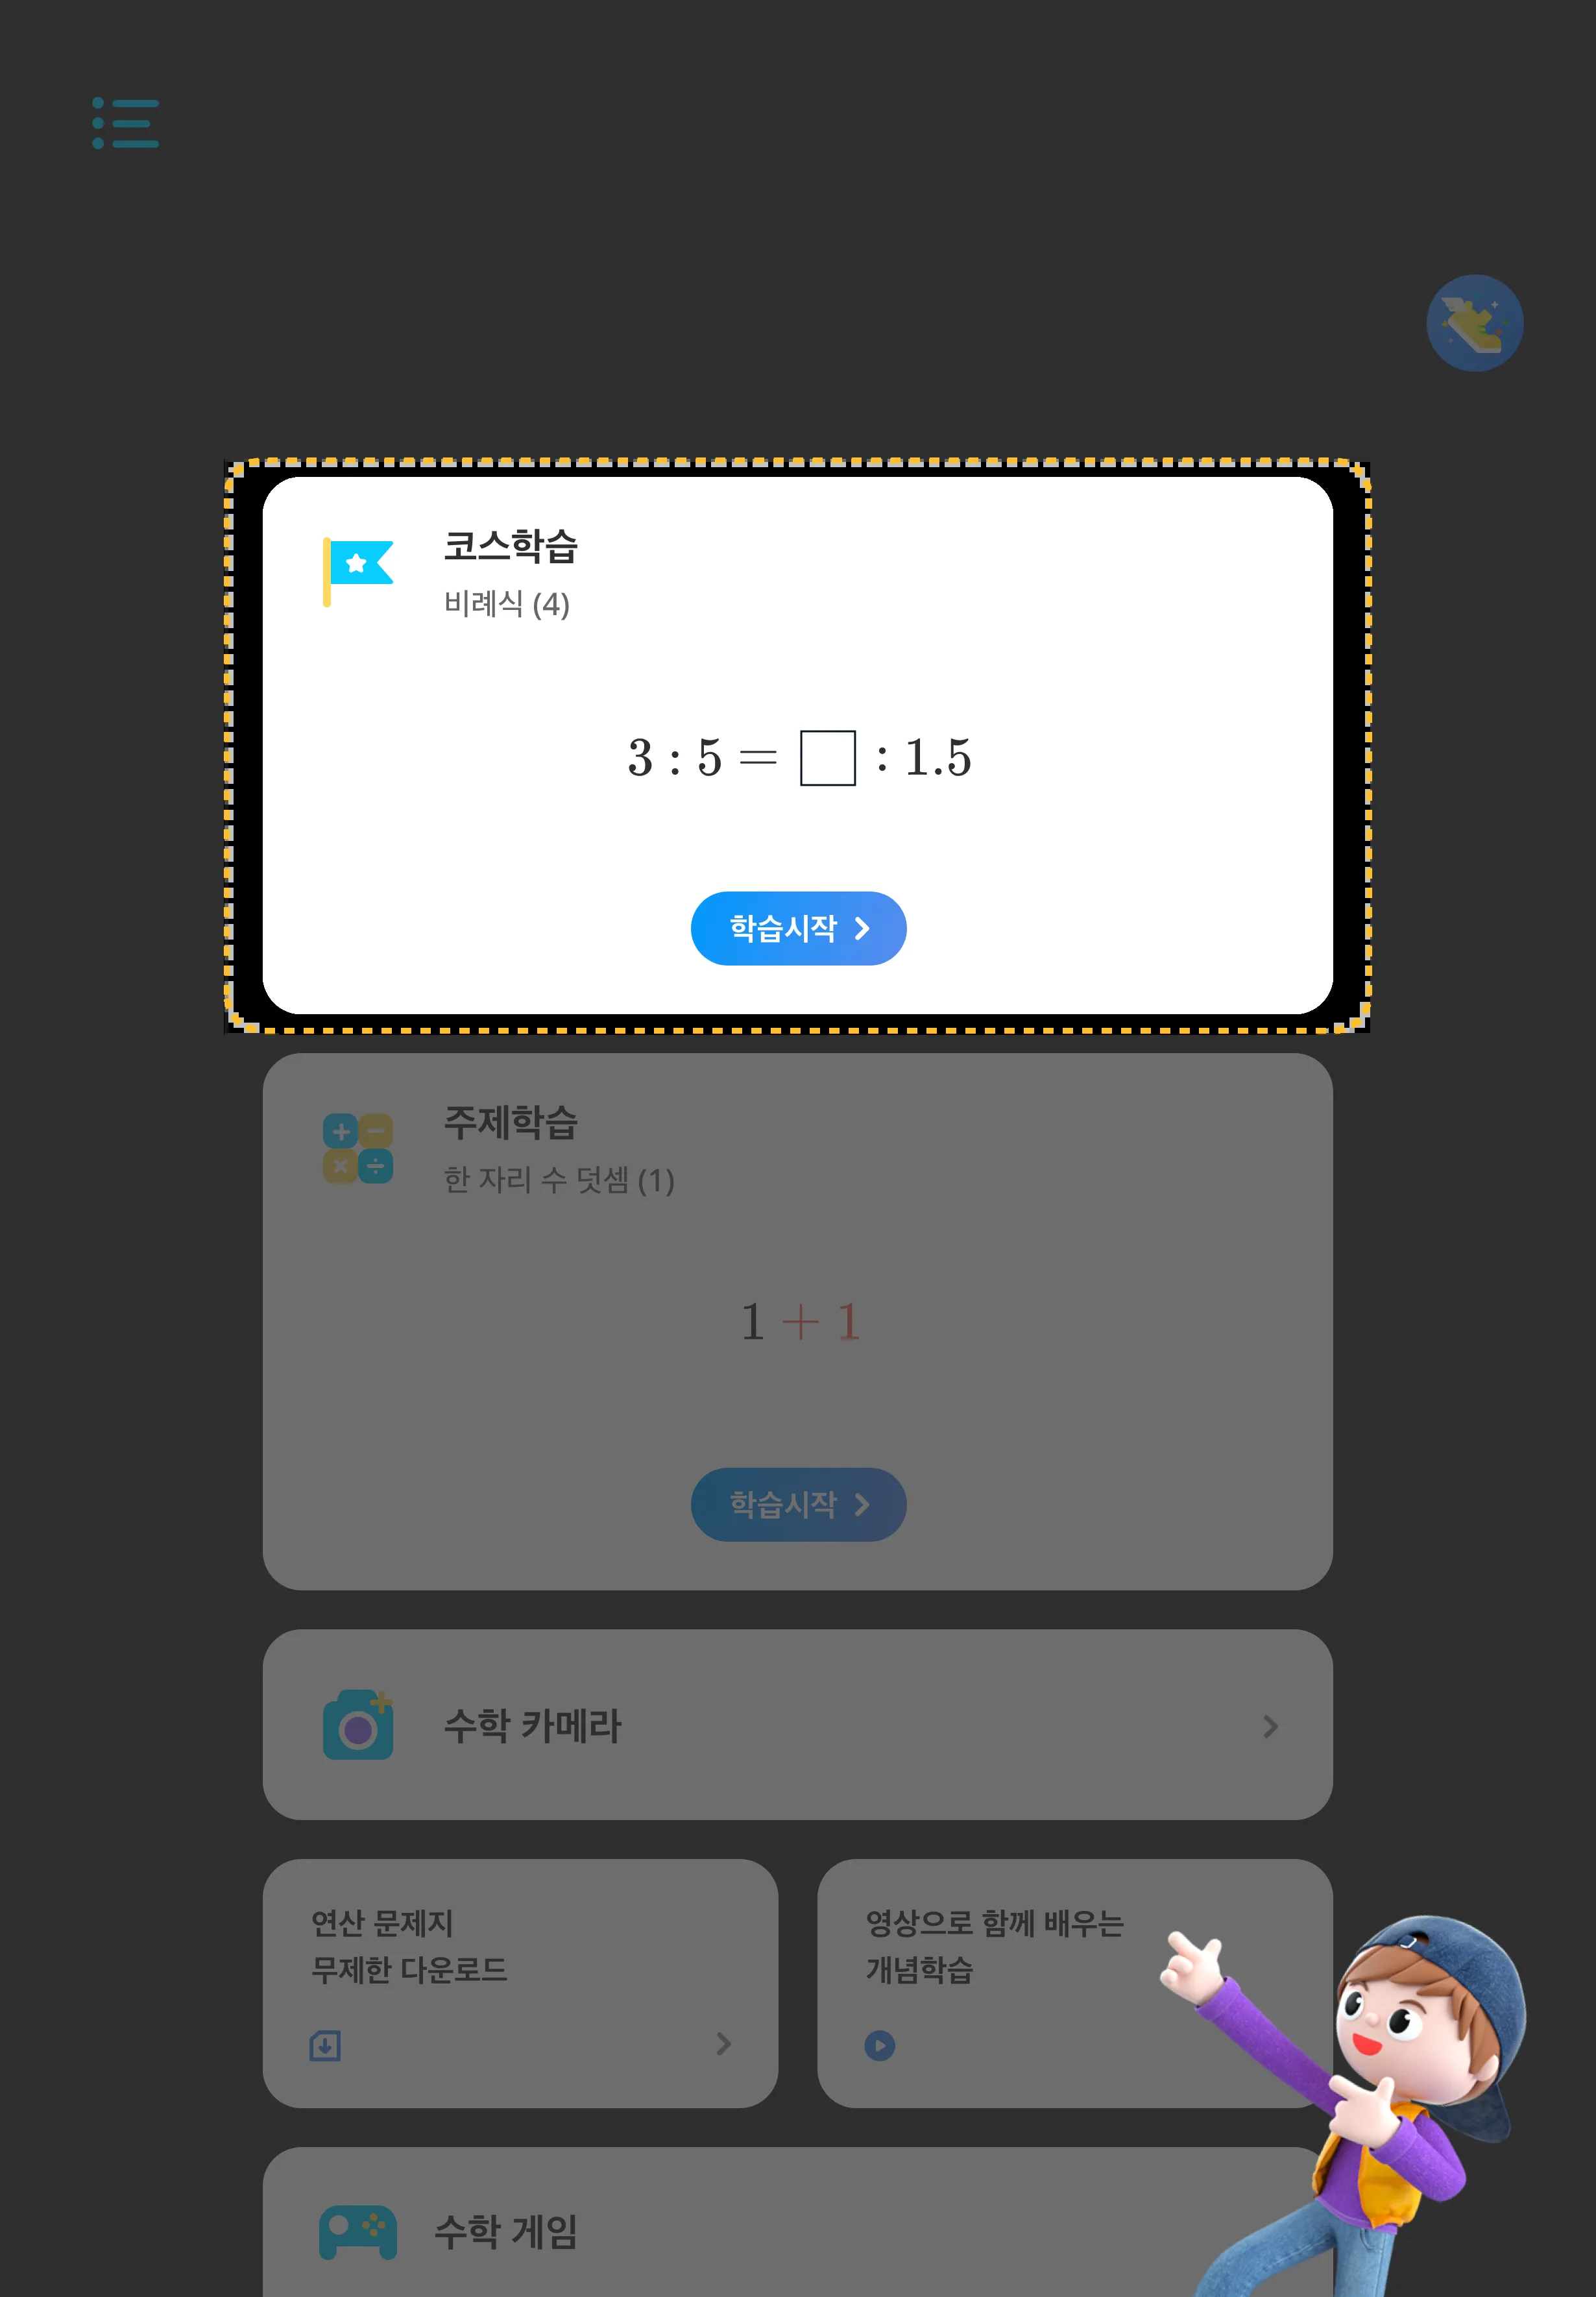 코스학습
비례식 (4)
3 : 5 = □ : 1.5
학습시작
주제학습
한 자리 수 덧셈 (1)
1 + 1
학습시작
수학 카메라
연산 문제지
무제한 다운로드
영상으로 함께 배우는
개념학습
수학 게임